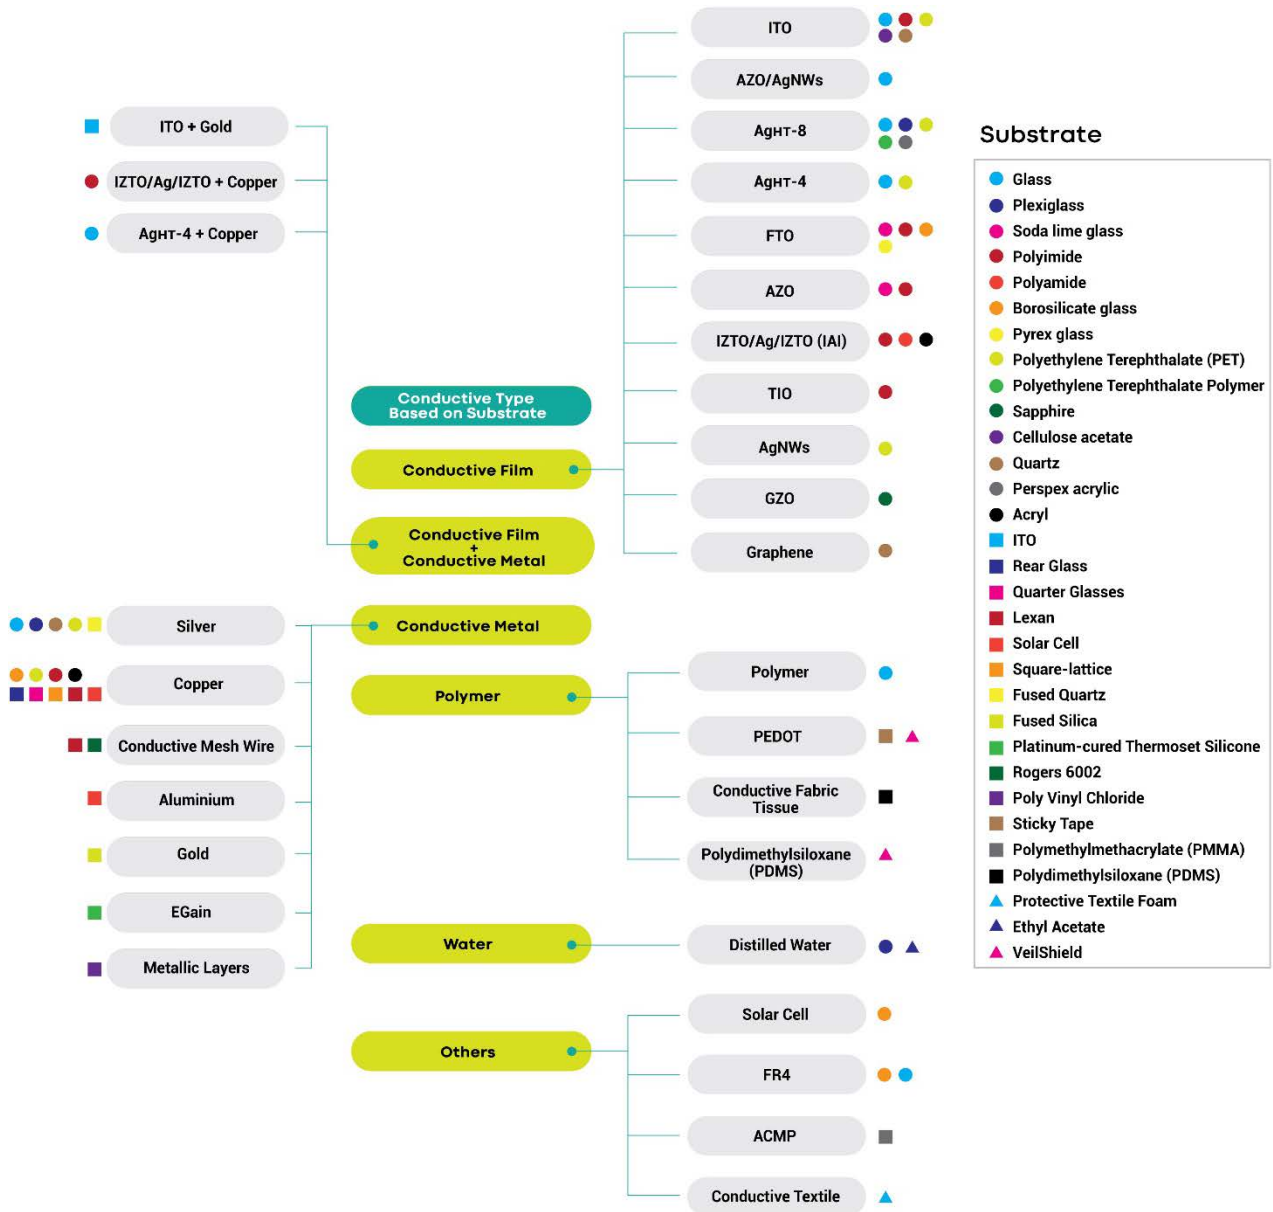 ITO
AZO/AgNWs
AgHT-8
AgHT-4
FTO
AZO
IZTO/Ag/IZTO (IAI)
TIO
AgNWs
GZO
Graphene
ITO + Gold
IZTO/Ag/IZTO + Copper
AgHT-4 + Copper
Conductive Type
Based on Substrate
Conductive Film
Conductive Film
+
Conductive Metal
Conductive Metal
Polymer
Water
Others
Silver
Copper
Conductive Mesh Wire
Aluminium
Gold
EGain
Metallic Layers
Polymer
PEDOT
Conductive Fabric
Tissue
Polydimethylsiloxane
(PDMS)
Distilled Water
Solar Cell
FR4
ACMP
Conductive Textile
Substrate
Glass
Plexiglass
Soda lime glass
Polyimide
Polyamide
Borosilicate glass
Pyrex glass
Polyethylene Terephthalate (PET)
Polyethylene Terephthalate Polymer
Sapphire
Cellulose acetate
Quartz
Perspex acrylic
Acryl
ITO
Rear Glass
Quarter Glasses
Lexan
Solar Cell
Square-lattice
Fused Quartz
Fused Silica
Platinum-cured Thermoset Silicone
Rogers 6002
Poly Vinyl Chloride
Sticky Tape
Polymethylmethacrylate (PMMA)
Polydimethylsiloxane (PDMS)
Protective Textile Foam
Ethyl Acetate
VeilShield